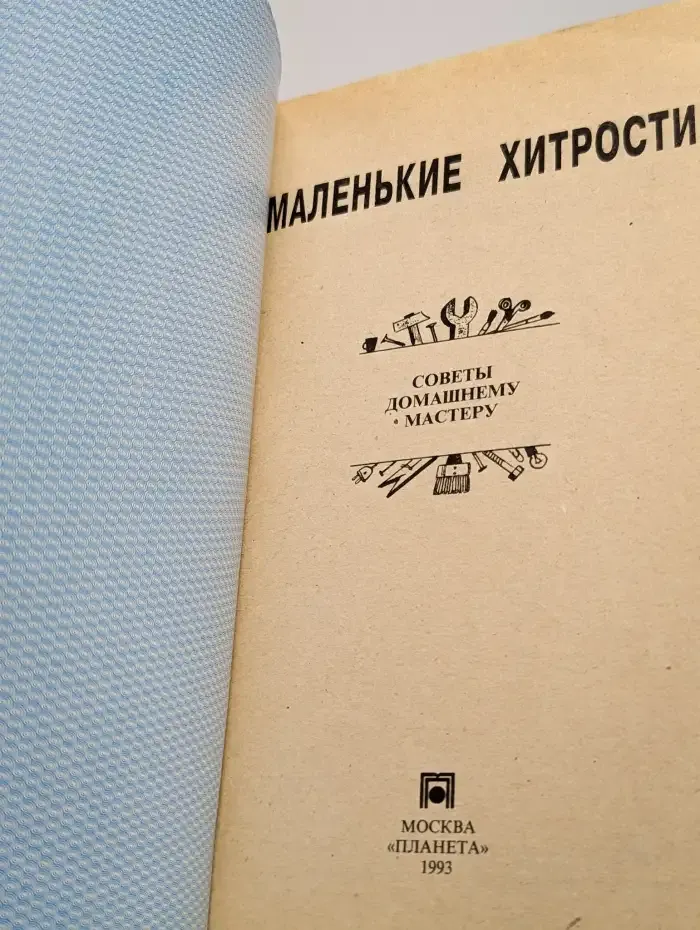 МАЛЕНЬКИЕ ХИТРОСТИ
СОВЕТЫ
ДОМАШНЕМУ
МАСТЕРУ
МОСКВА
«ПЛАНЕТА»
1993